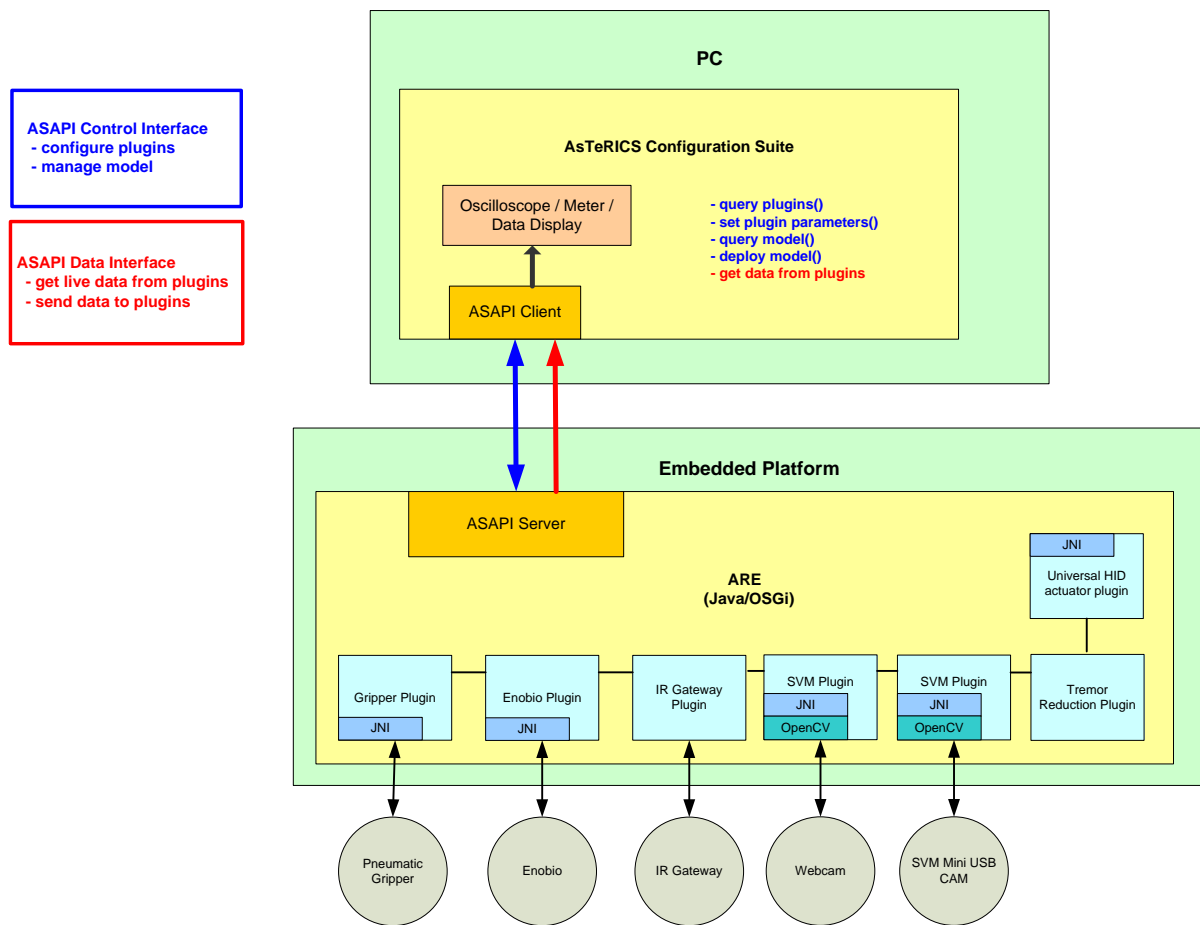 PC
ASAPI Control Interface
- configure plugins
- manage model
ASAPI Data Interface
- get live data from plugins
- send data to plugins
AsTeRICS Configuration Suite
Oscilloscope / Meter /
Data Display
- query plugins()
- set plugin parameters()
- query model()
- deploy model()
- get data from plugins
ASAPI Client
Embedded Platform
ASAPI Server
ARE
(Java/OSGi)
JNI
Universal HID
actuator plugin
Gripper Plugin
JNI
Enobio Plugin
JNI
IR Gateway
Plugin
SVM Plugin
JNI
OpenCV
SVM Plugin
JNI
OpenCV
Tremor
Reduction Plugin
Pneumatic
Gripper
Enobio
IR Gateway
Webcam
SVM Mini USB
CAM